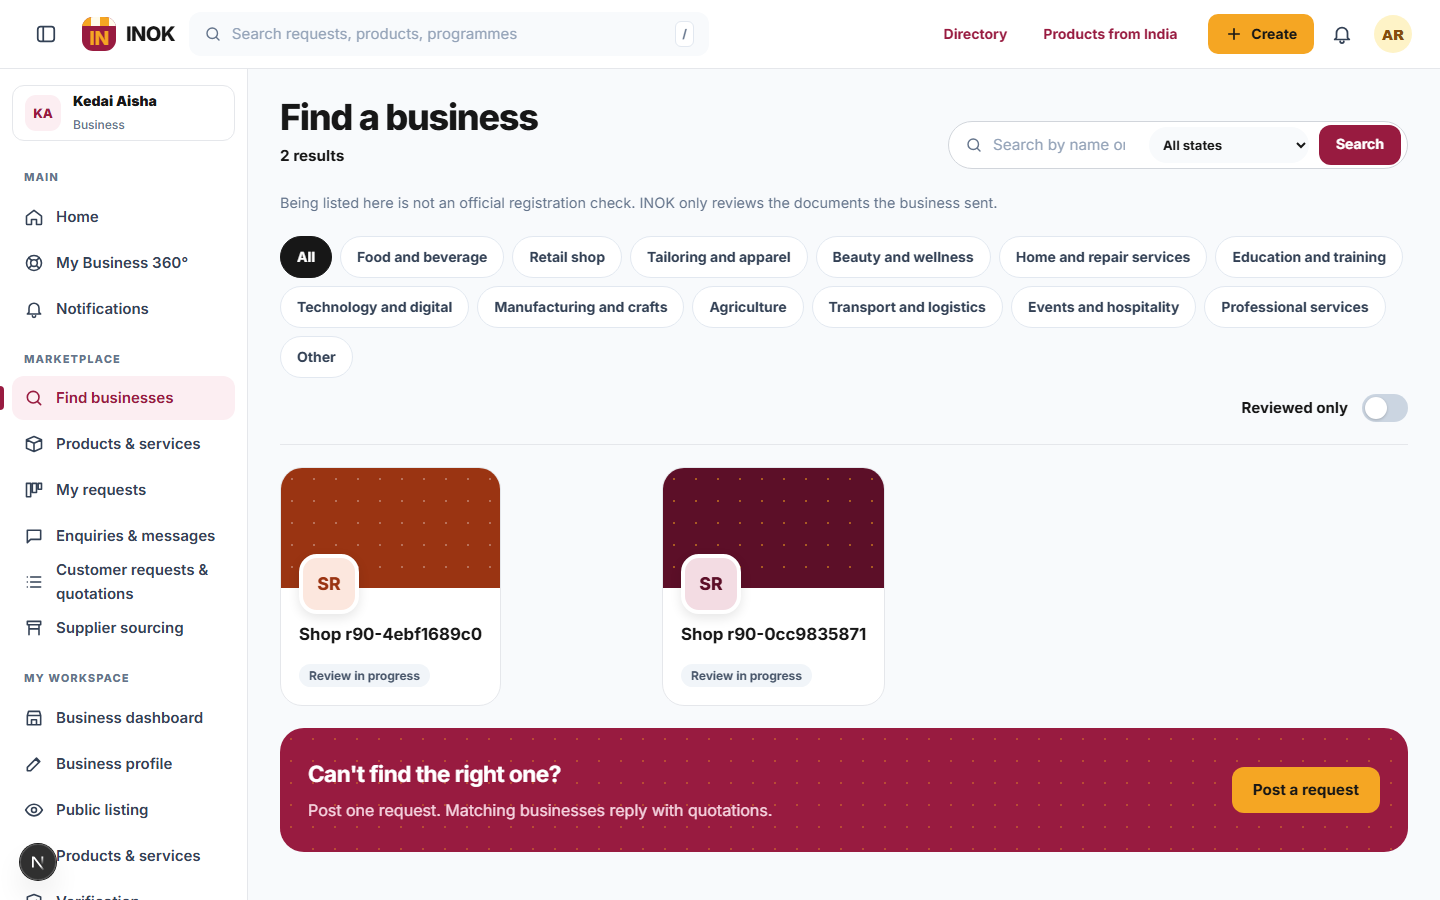 IN INOK
Search requests, products, programmes
/
Directory
Products from India
Create
AR
KA
Kedai Aisha
Business
MAIN
Home
My Business 360°
Notifications
MARKETPLACE
Find businesses
Products & services
My requests
Enquiries & messages
Customer requests &
quotations
Supplier sourcing
MY WORKSPACE
Business dashboard
Business profile
Public listing
Products & services
N
Find a business
2 results
Search by name or
All states
Search
Being listed here is not an official registration check. INOK only reviews the documents the business sent.
All
Food and beverage
Retail shop
Tailoring and apparel
Beauty and wellness
Home and repair services
Education and training
Technology and digital
Manufacturing and crafts
Agriculture
Transport and logistics
Events and hospitality
Professional services
Other
Reviewed only
SR
Shop r90-4ebf1689c0
Review in progress
SR
Shop r90-0cc9835871
Review in progress
Can't find the right one?
Post one request. Matching businesses reply with quotations.
Post a request